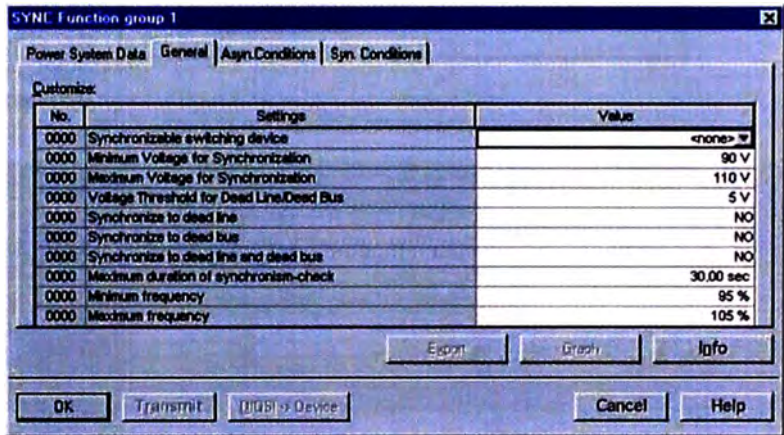 SYNC Function group 1
Power System Data General Asyn.Conditions Syn. Conditions
Customize:
No. Settings Value
0000 Synchronizable switching device <none>
0000 Minimum Voltage for Synchronization 90 V
0000 Maximum Voltage for Synchronization 110 V
0000 Voltage Threshold for Dead Line/Dead Bus 5 V
0000 Synchronize to dead line NO
0000 Synchronize to dead bus NO
0000 Synchronize to dead line and dead bus NO
0000 Maximum duration of synchronism-check 30,00 sec
0000 Minimum frequency 95 %
0000 Maximum frequency 105 %
Export Graph Info
OK Transmit DIGSI -> Device Cancel Help